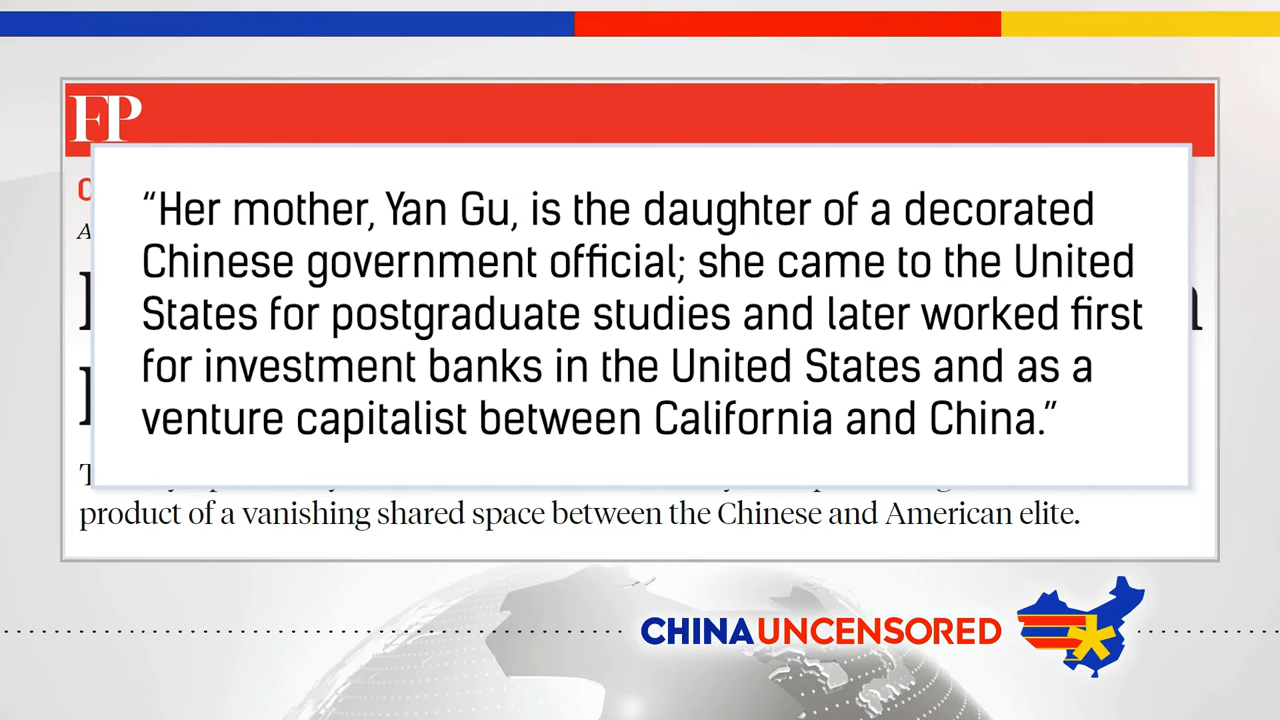 FP
“Her mother, Yan Gu, is the daughter of a decorated
Chinese government official; she came to the United
States for postgraduate studies and later worked first
for investment banks in the United States and as a
venture capitalist between California and China.”
product of a vanishing shared space between the Chinese and American elite.
CHINAUNCENSORED